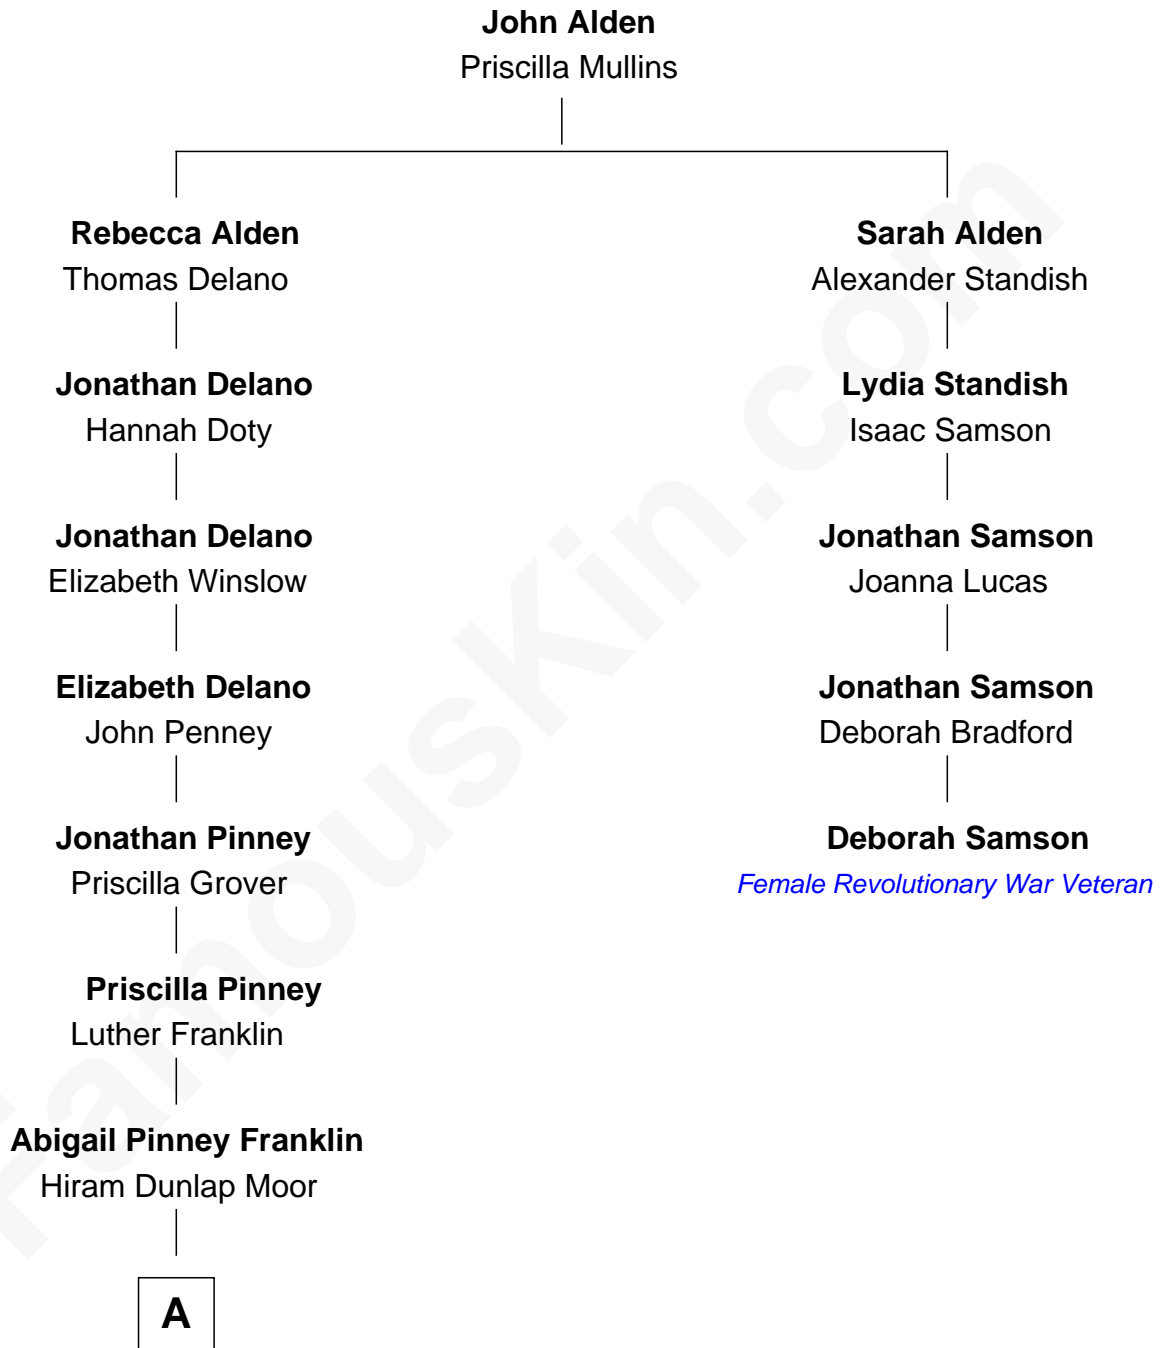 John Alden
Priscilla Mullins
Rebecca Alden
Thomas Delano
Sarah Alden
Alexander Standish
Jonathan Delano
Hannah Doty
Lydia Standish
Isaac Samson
Jonathan Delano
Elizabeth Winslow
Jonathan Samson
Joanna Lucas
Elizabeth Delano
John Penney
Jonathan Samson
Deborah Bradford
Jonathan Pinney
Priscilla Grover
Deborah Samson
Female Revolutionary War Veteran
Priscilla Pinney
Luther Franklin
Abigail Pinney Franklin
Hiram Dunlap Moor
A
FamousKin.com